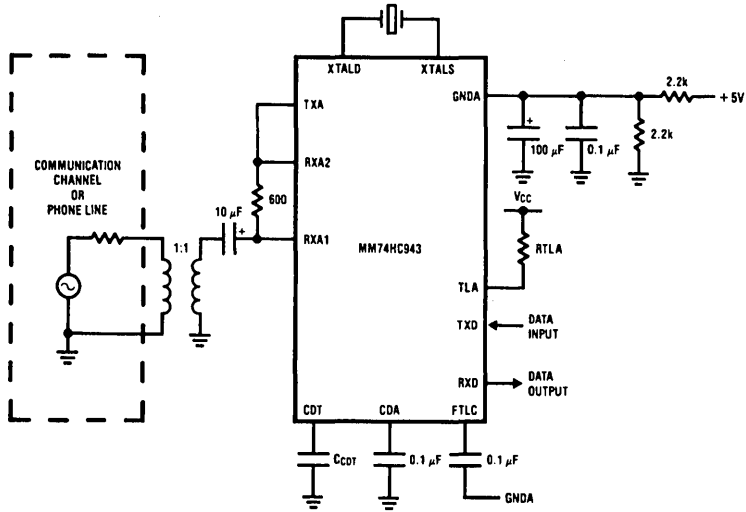 XTALD
XTALS
TXA
GNDA
2.2k
+5V
100 µF
0.1 µF
2.2k
+
RXA2
COMMUNICATION
CHANNEL
OR
PHONE LINE
600
10 µF
+
1:1
RXA1
MM74HC943
VCC
RTLA
TLA
TXD
DATA
INPUT
RXD
DATA
OUTPUT
CDT
CDA
FTLC
CCDT
0.1 µF
0.1 µF
GNDA